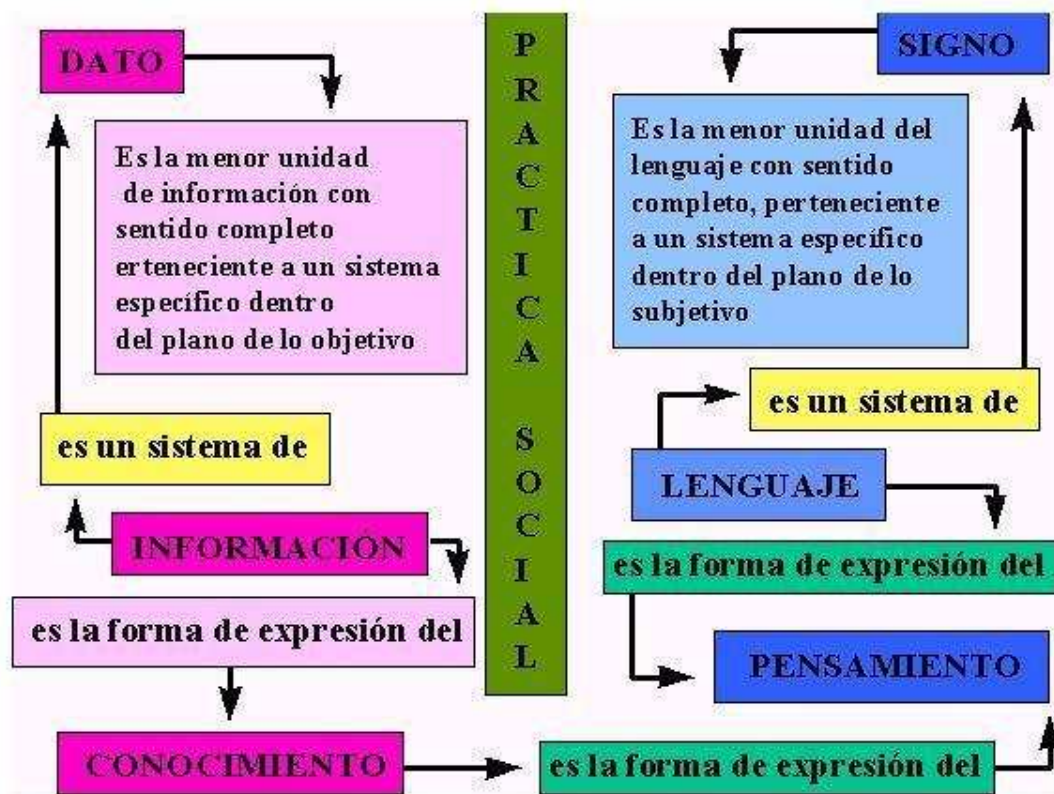 DATO
Es la menor unidad
de información con
sentido completo
erteneciente a un sistema
específico dentro
del plano de lo objetivo
es un sistema de
INFORMACIÓN
es la forma de expresión del
CONOCIMIENTO
es la forma de expresión del
PRACTICA SOCIAL
SIGNO
Es la menor unidad del
lenguaje con sentido
completo, perteneciente
a un sistema específico
dentro del plano de lo
subjetivo
es un sistema de
LENGUAJE
es la forma de expresión del
PENSAMIENTO